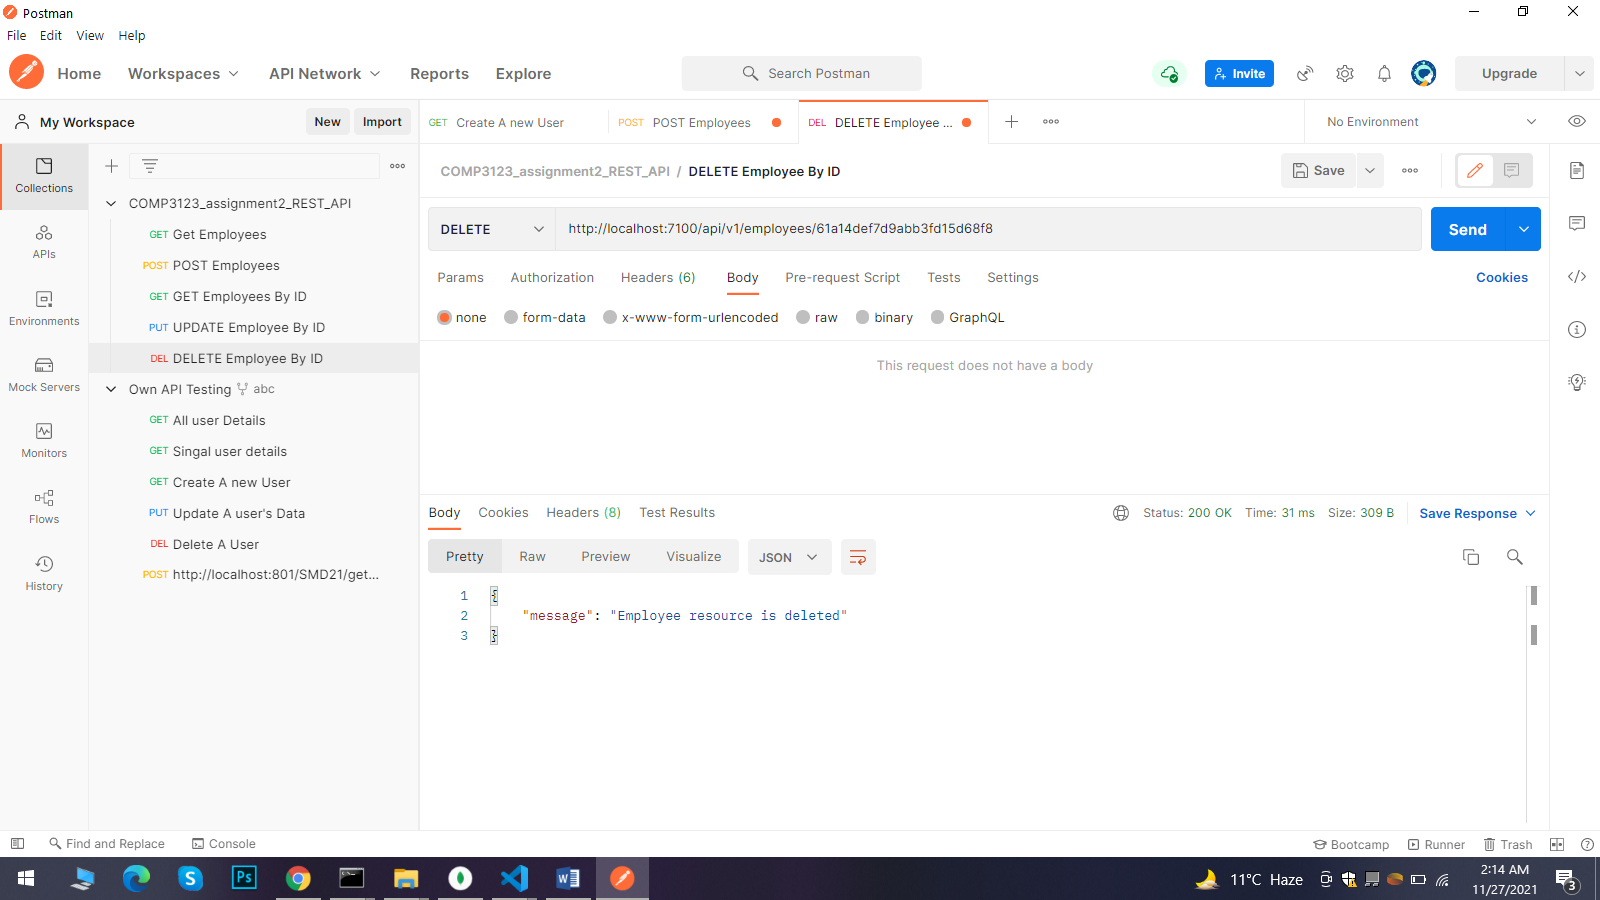 Postman
File Edit View Help
Home Workspaces API Network Reports Explore Search Postman Invite Upgrade
My Workspace New Import
GET Create A new User POST POST Employees DEL DELETE Employee ... No Environment
COMP3123_assignment2_REST_API / DELETE Employee By ID Save
DELETE http://localhost:7100/api/v1/employees/61a14def7d9abb3fd15d68f8 Send
Params Authorization Headers (6) Body Pre-request Script Tests Settings Cookies
none form-data x-www-form-urlencoded raw binary GraphQL
This request does not have a body
Collections
APIs
Environments
Mock Servers
Monitors
Flows
History
COMP3123_assignment2_REST_API
GET Get Employees
POST POST Employees
GET GET Employees By ID
PUT UPDATE Employee By ID
DEL DELETE Employee By ID
Own API Testing abc
GET All user Details
GET Singal user details
GET Create A new User
PUT Update A user's Data
DEL Delete A User
POST http://localhost:801/SMD21/get...
Body Cookies Headers (8) Test Results Status: 200 OK Time: 31 ms Size: 309 B Save Response
Pretty Raw Preview Visualize JSON
1 {
2 "message": "Employee resource is deleted"
3 }
Find and Replace Console Bootcamp Runner Trash
S Ps W 11°C Haze 2:14 AM
11/27/2021 3